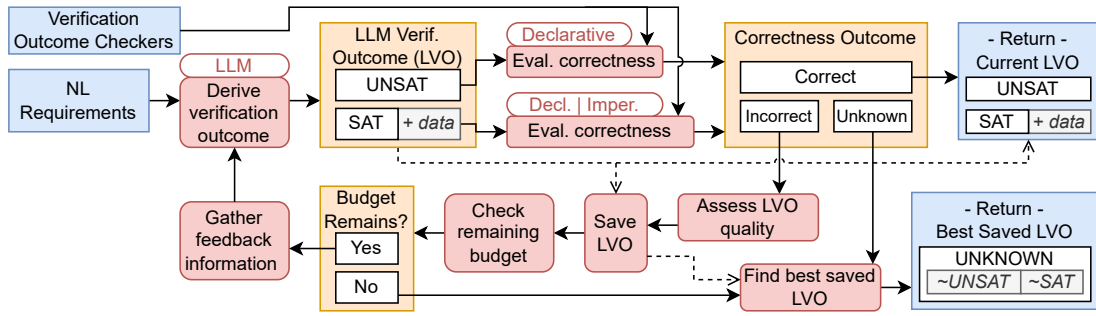 Verification
Outcome Checkers
NL
Requirements
LLM
Derive
verification
outcome
LLM Verif.
Outcome (LVO)
UNSAT
SAT + data
Declarative
Eval. correctness
Decl. | Imper.
Eval. correctness
Correctness Outcome
Correct
Incorrect Unknown
- Return -
Current LVO
UNSAT
SAT + data
Gather
feedback
information
Budget
Remains?
Yes
No
Check
remaining
budget
Save
LVO
Assess LVO
quality
Find best saved
LVO
- Return -
Best Saved LVO
UNKNOWN
~UNSAT ~SAT